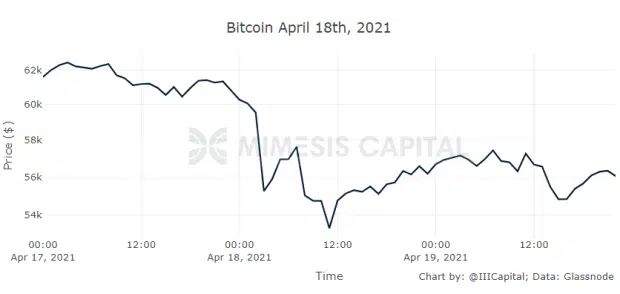 Bitcoin April 18th, 2021
62k
60k
58k
56k
54k
Price ($)
MIMESIS CAPITAL
00:00
12:00
00:00
12:00
00:00
12:00
Apr 17, 2021
Apr 18, 2021
Apr 19, 2021
Time
Chart by: @IIICapital; Data: Glassnode